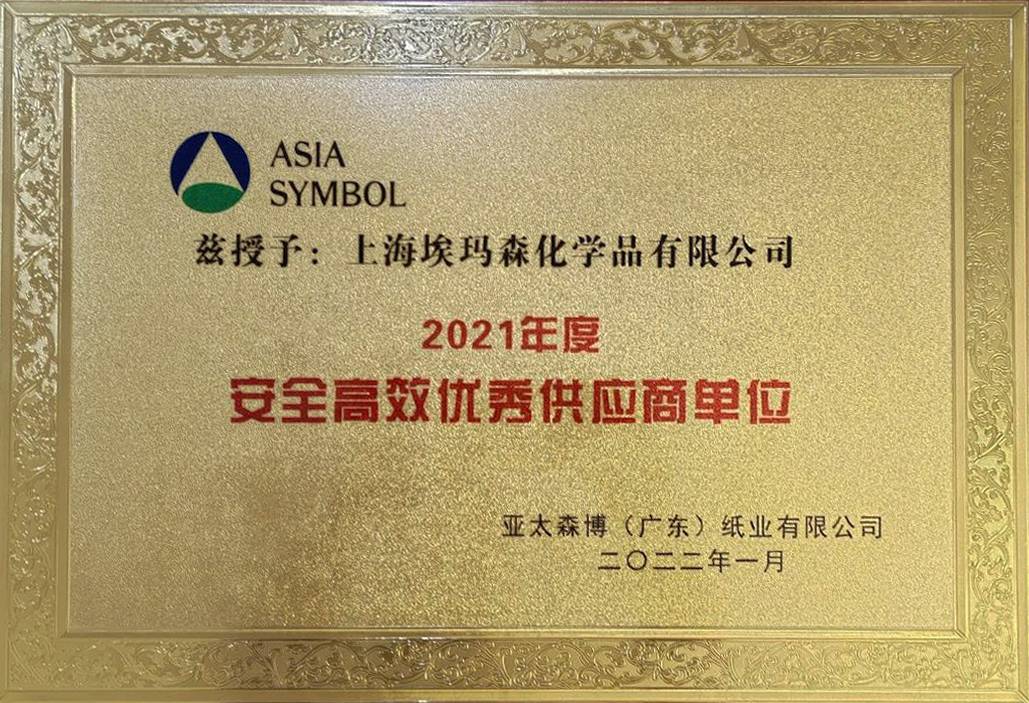 ASIA
SYMBOL
兹授予：上海埃玛森化学品有限公司
2021年度
安全高效优秀供应商单位
亚太森博（广东）纸业有限公司
二〇二二年一月